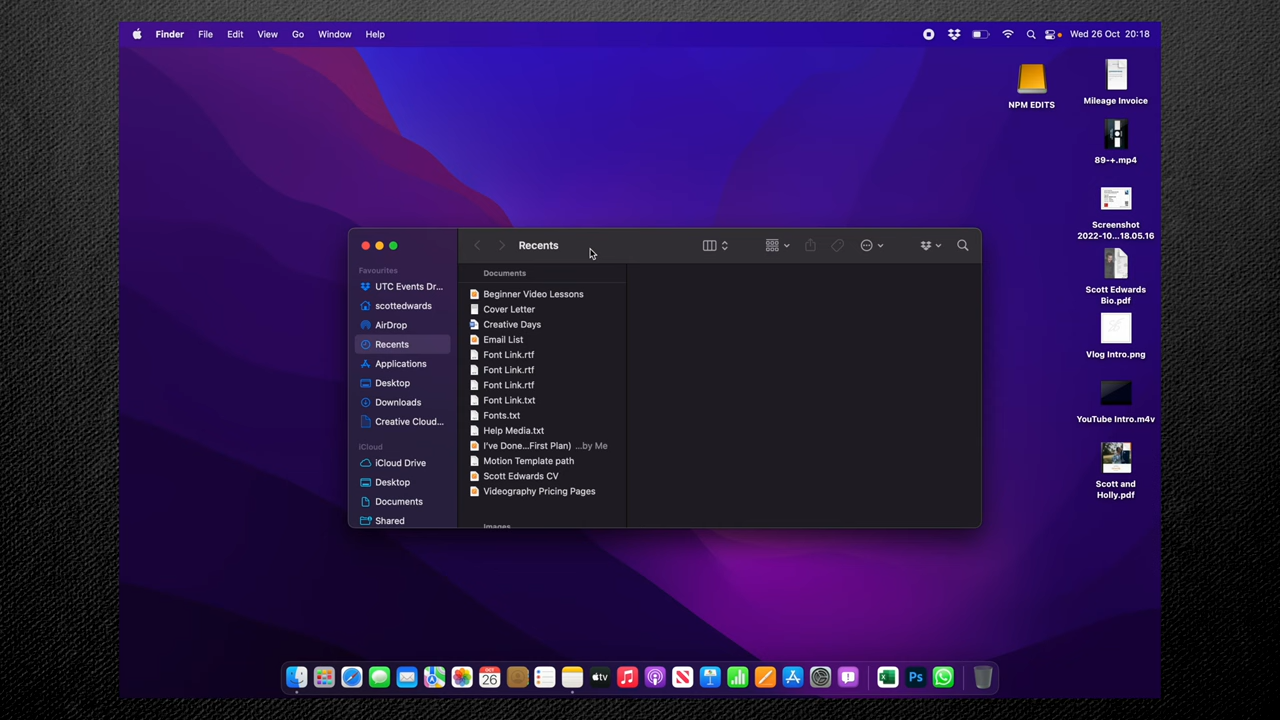 Finder File Edit View Go Window Help Wed 26 Oct 20:18
NPM EDITS
Mileage Invoice
89-+.mp4
Screenshot
2022-10...18.05.16
Scott Edwards
Bio.pdf
Vlog Intro.png
YouTube Intro.m4v
Scott and
Holly.pdf
Recents
Favourites
UTC Events Dr...
scottedwards
AirDrop
Recents
Applications
Desktop
Downloads
Creative Cloud...
iCloud
iCloud Drive
Desktop
Documents
Shared
Documents
Beginner Video Lessons
Cover Letter
Creative Days
Email List
Font Link.rtf
Font Link.rtf
Font Link.rtf
Font Link.txt
Fonts.txt
Help Media.txt
I've Done...First Plan) ...by Me
Motion Template path
Scott Edwards CV
Videography Pricing Pages
Images
OCT
26
tv
Ps